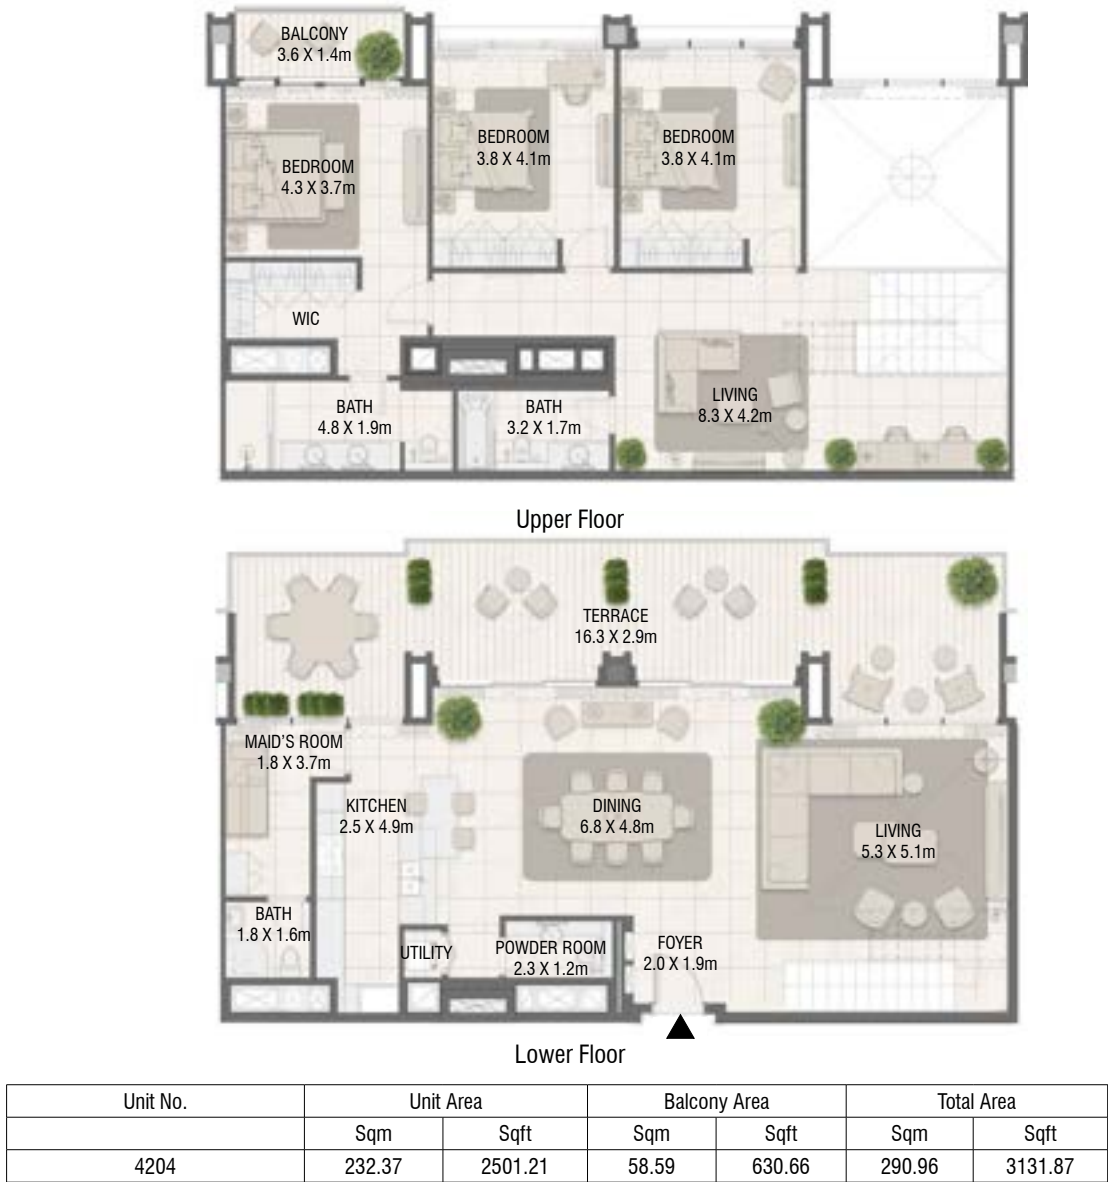 BALCONY
3.6 X 1.4m
BEDROOM
4.3 X 3.7m
BEDROOM
3.8 X 4.1m
BEDROOM
3.8 X 4.1m
WIC
BATH
4.8 X 1.9m
BATH
3.2 X 1.7m
LIVING
8.3 X 4.2m
Upper Floor
TERRACE
16.3 X 2.9m
MAID'S ROOM
1.8 X 3.7m
KITCHEN
2.5 X 4.9m
DINING
6.8 X 4.8m
LIVING
5.3 X 5.1m
BATH
1.8 X 1.6m
UTILITY
POWDER ROOM
2.3 X 1.2m
FOYER
2.0 X 1.9m
Lower Floor
Unit No. Unit Area Balcony Area Total Area
Sqm Sqft Sqm Sqft Sqm Sqft
4204 232.37 2501.21 58.59 630.66 290.96 3131.87